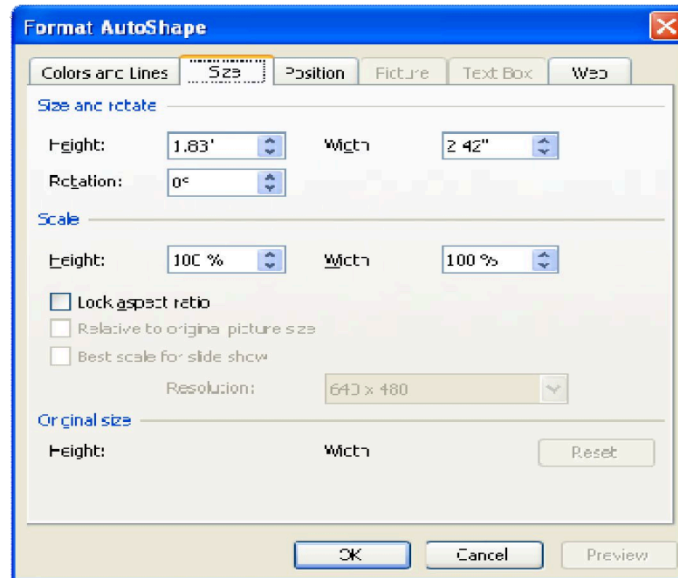 Format AutoShape
Colors and Lines Size Position Picture Text Box Web
Size and rotate
Height: 1.83" Width 2.42"
Rotation: 0°
Scale
Height: 100 % Width 100 %
Lock aspect ratio
Relative to original picture size
Best scale for slide show
Resolution: 640 x 480
Original size
Height: Width Reset
OK Cancel Preview